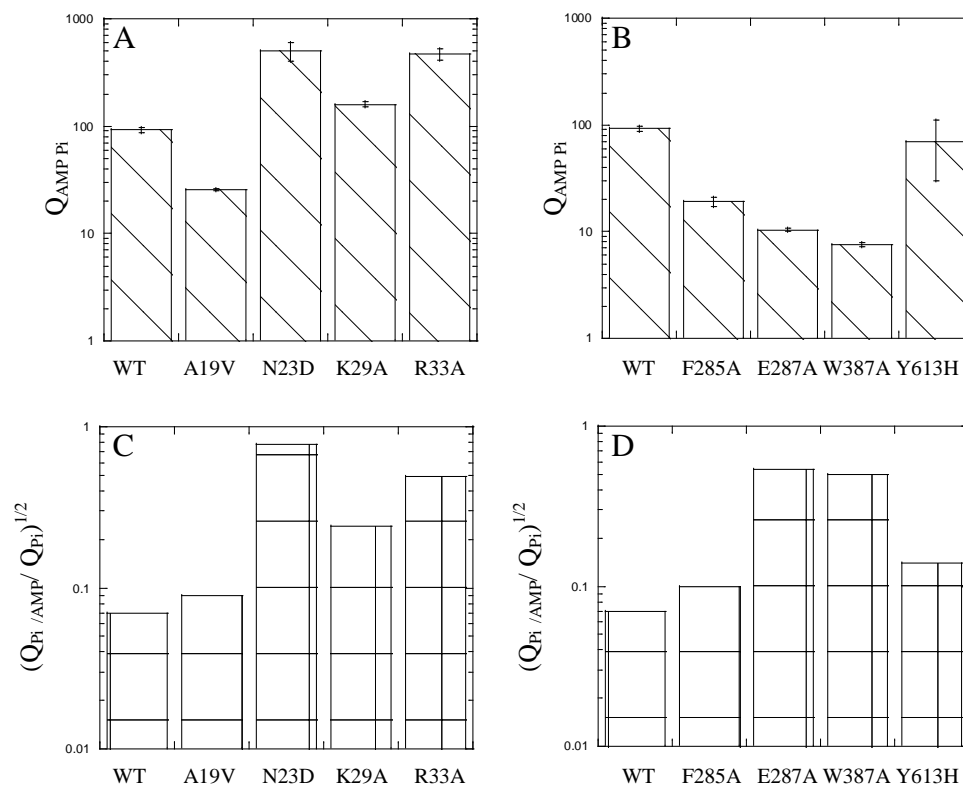 A
1000
100
10
1
Q_AMP Pi
WT A19V N23D K29A R33A
B
1000
100
10
1
Q_AMP Pi
WT F285A E287A W387A Y613H
C
1
0.1
0.01
(Q_Pi /AMP/ Q_Pi)^1/2
WT A19V N23D K29A R33A
D
1
0.1
0.01
(Q_Pi /AMP/ Q_Pi)^1/2
WT F285A E287A W387A Y613H